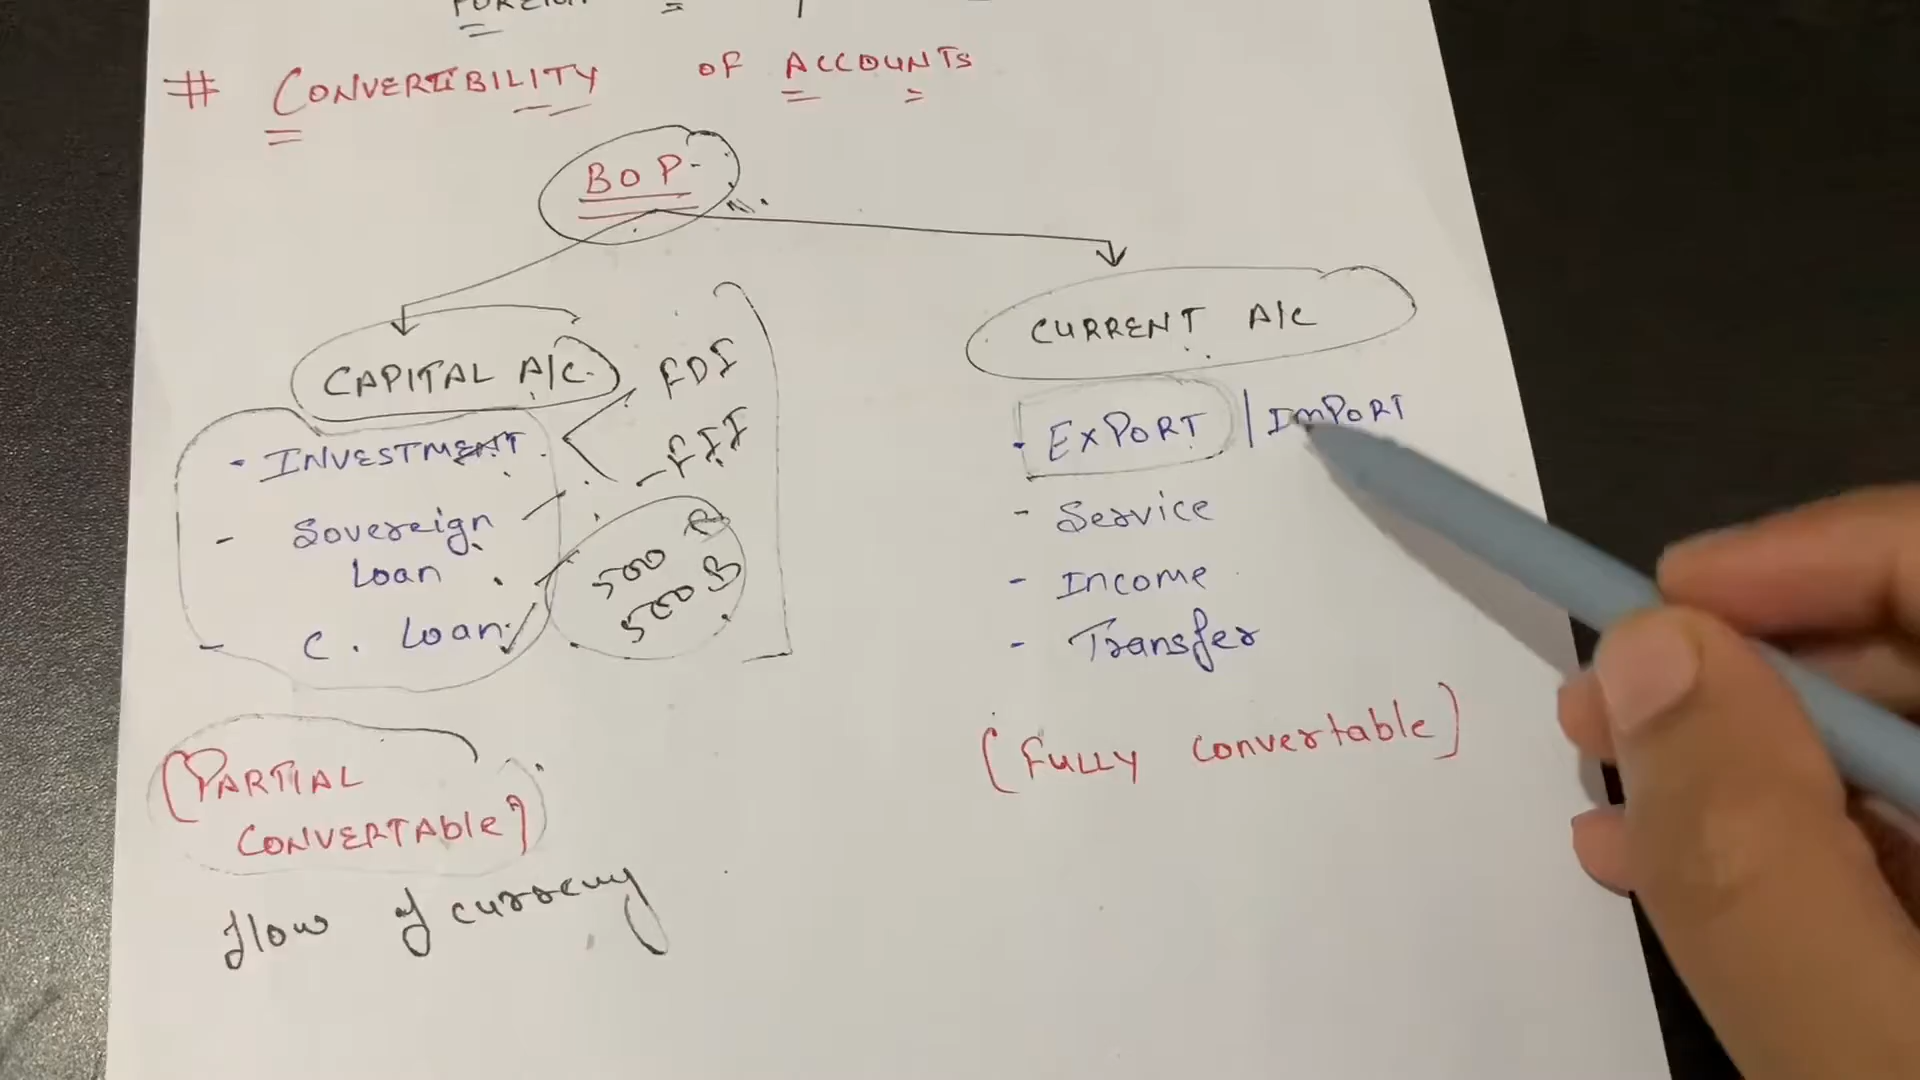 FOREIGN
# CONVERTIBILITY OF ACCOUNTS
BOP
CAPITAL A/C.
- INVESTMENT
FDI
- FII
- Sovereign
Loan
- C. Loan
500
500 B
(PARTIAL
CONVERTABle)
flow of currency
CURRENT A/C
- EXPORT | IMPORT
- Service
- Income
- Transfer
(FULLY convertable)